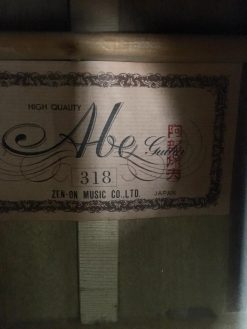 HIGH QUALITY
Abe Guitar
318
ZEN-ON MUSIC CO., LTD. JAPAN